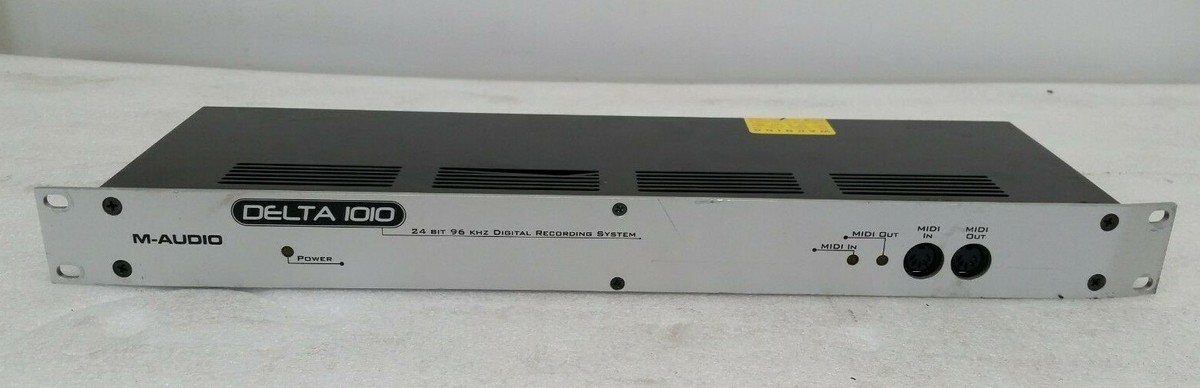 WARNING
DELTA 1010
24 BIT 96 KHZ DIGITAL RECORDING SYSTEM
M-AUDIO
POWER
MIDI IN
MIDI OUT
MIDI
IN
MIDI
OUT